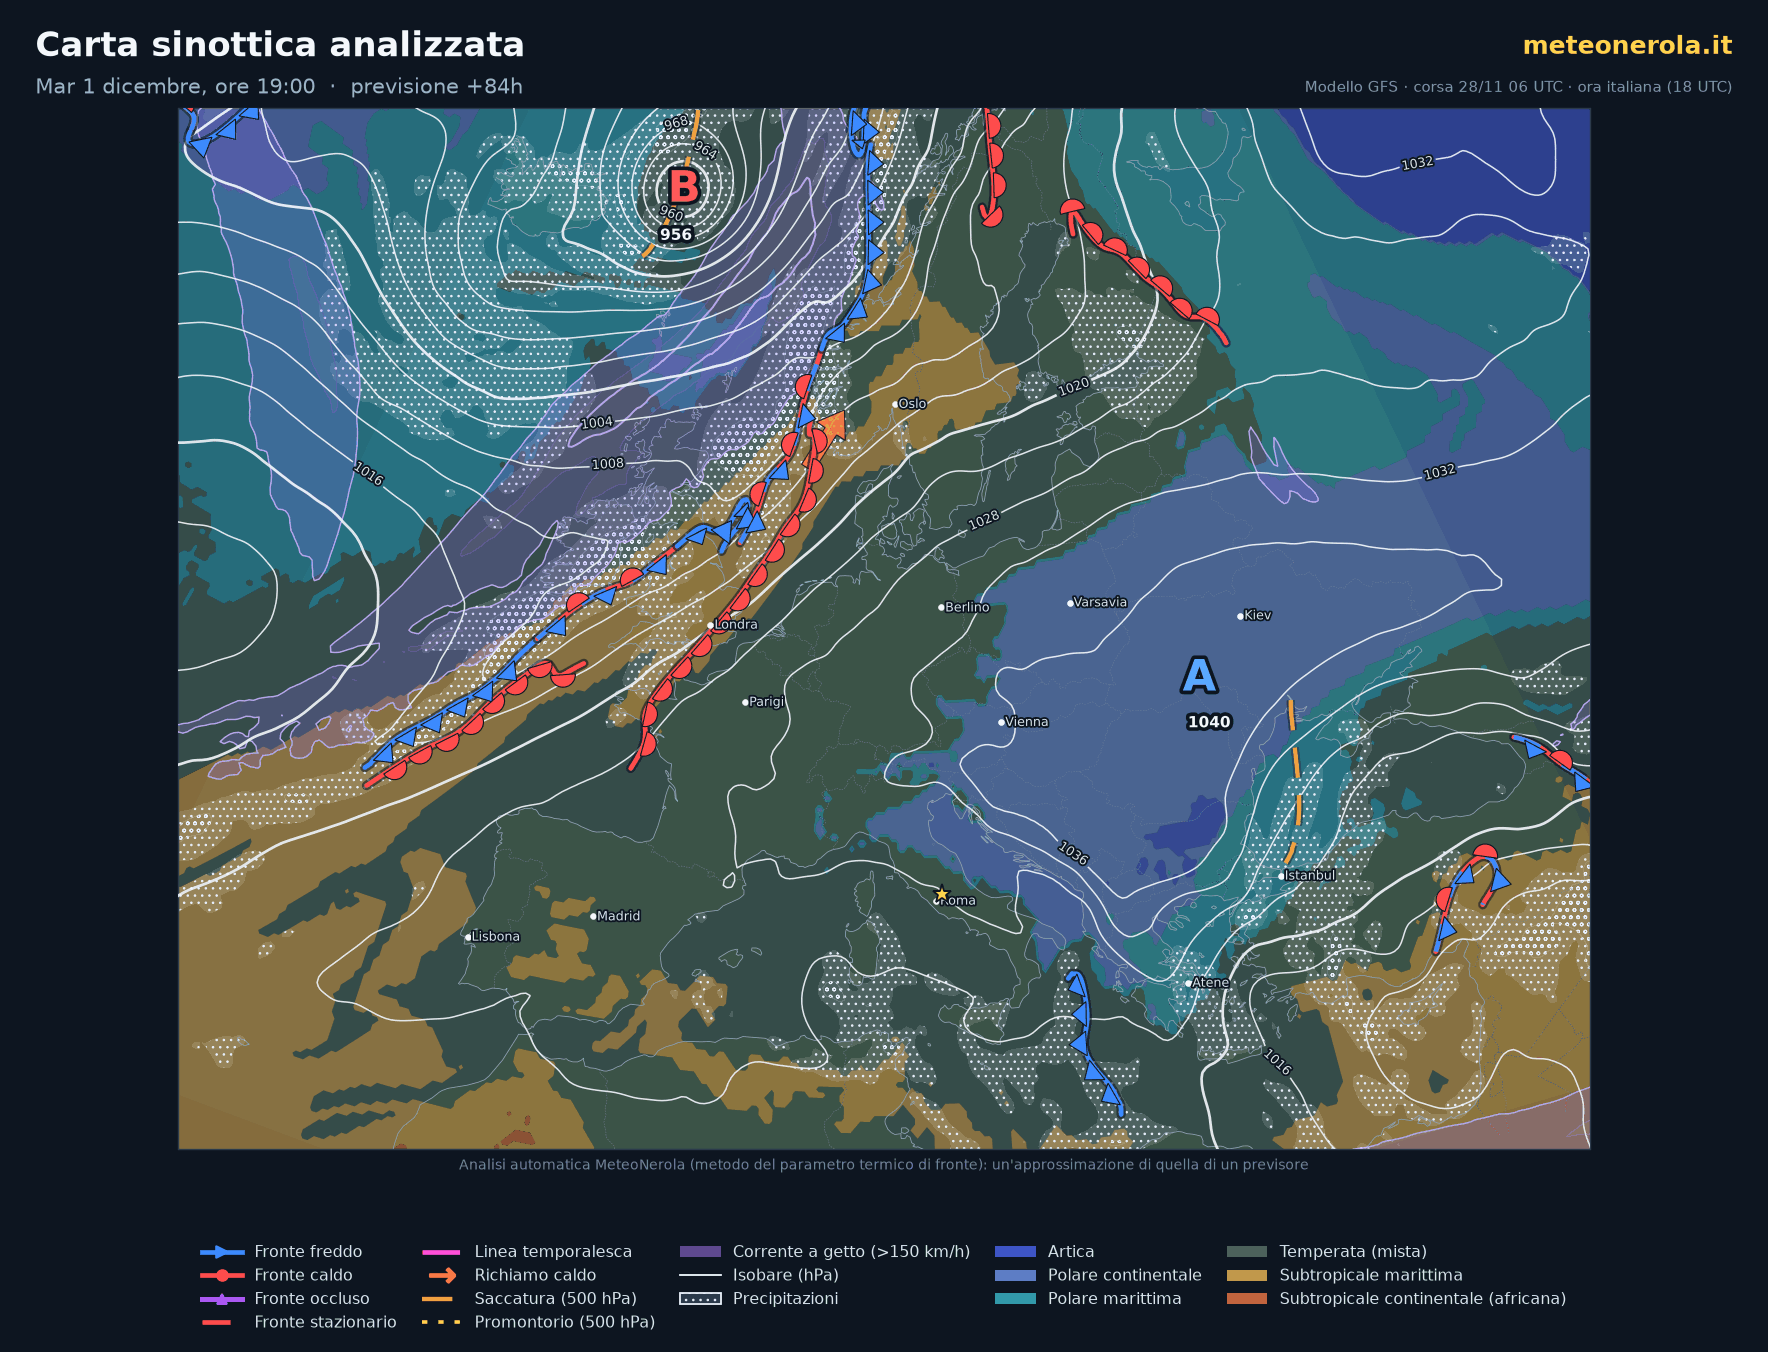 Carta sinottica analizzata
meteonerola.it
Mar 1 dicembre, ore 19:00 · previsione +84h
Modello GFS · corsa 28/11 06 UTC · ora italiana (18 UTC)
968
964
1032
B
960
956
1020
Oslo
1004
1008
1016
1032
1028
Berlino
Varsavia
Kiev
Londra
A
Parigi
Vienna
1040
1036
Istanbul
Roma
Madrid
Lisbona
Atene
1016
Analisi automatica MeteoNerola (metodo del parametro termico di fronte): un'approssimazione di quella di un previsore
Fronte freddo
Linea temporalesca
Corrente a getto (>150 km/h)
Artica
Temperata (mista)
Fronte caldo
Richiamo caldo
Isobare (hPa)
Polare continentale
Subtropicale marittima
Fronte occluso
Saccatura (500 hPa)
Precipitazioni
Polare marittima
Subtropicale continentale (africana)
Fronte stazionario
Promontorio (500 hPa)